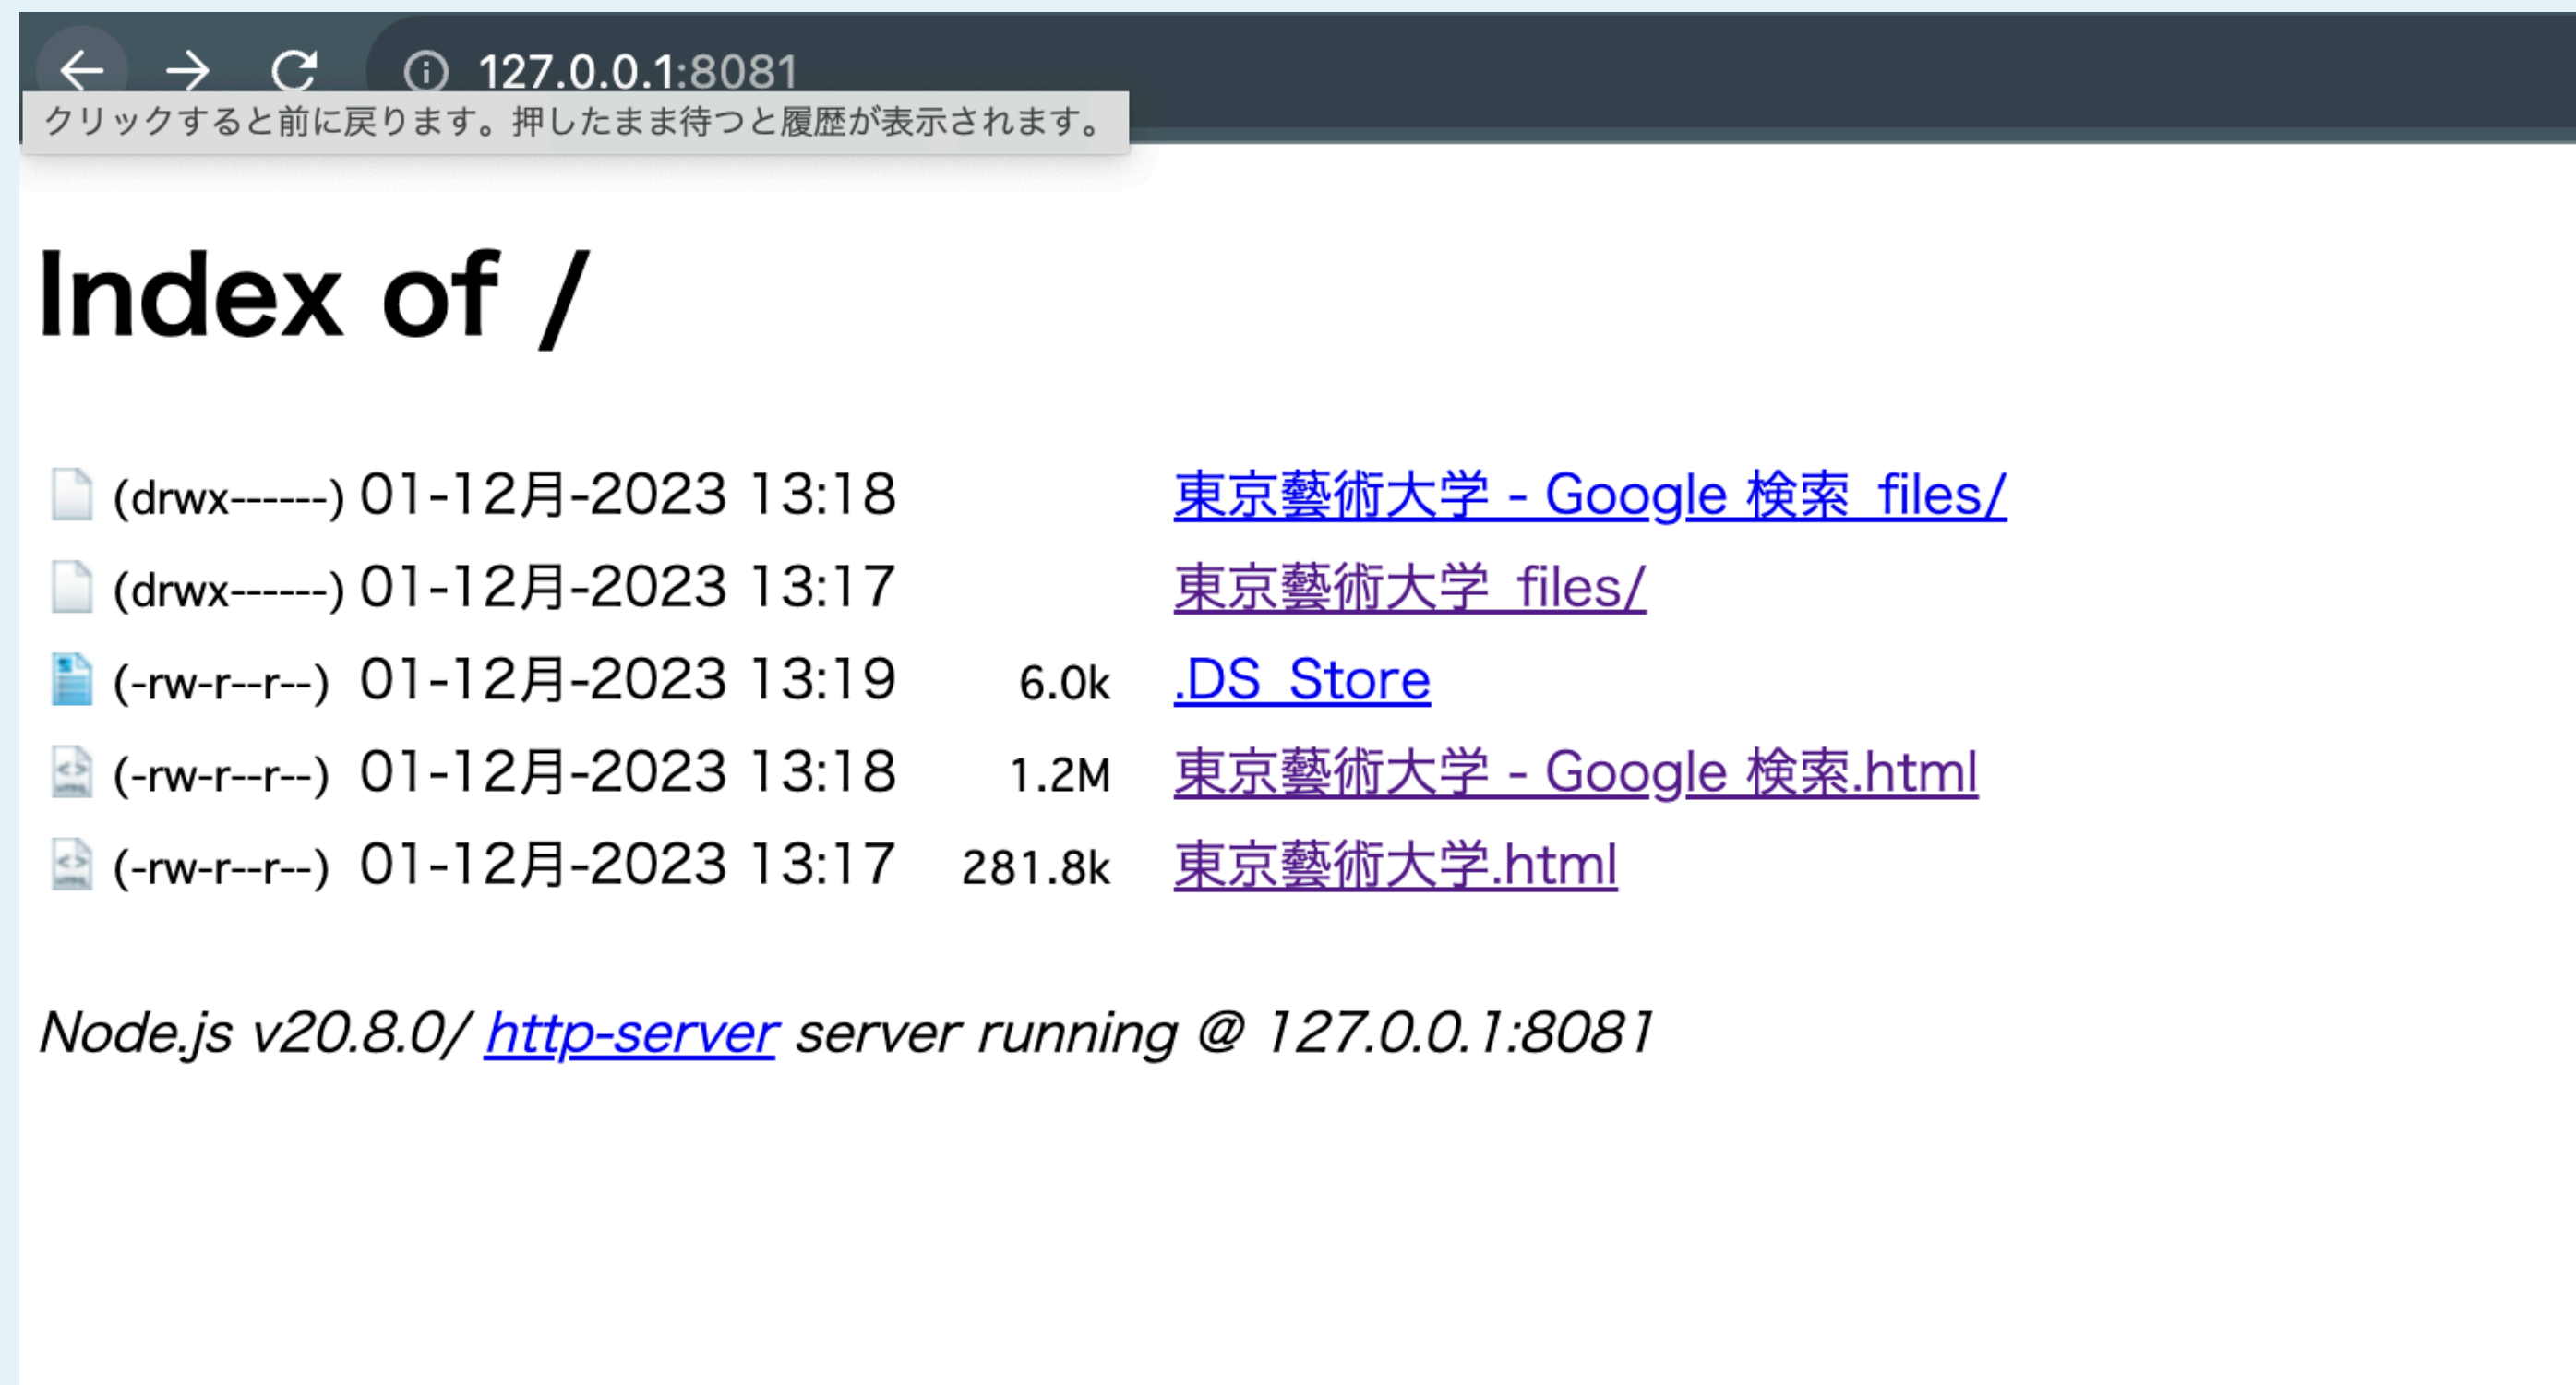 127.0.0.1:8081
クリックすると前に戻ります。押したまま待つと履歴が表示されます。
Index of /
(drwx------) 01-12月-2023 13:18 東京藝術大学 - Google 検索_files/
(drwx------) 01-12月-2023 13:17 東京藝術大学_files/
(-rw-r--r--) 01-12月-2023 13:19 6.0k .DS_Store
(-rw-r--r--) 01-12月-2023 13:18 1.2M 東京藝術大学 - Google 検索.html
(-rw-r--r--) 01-12月-2023 13:17 281.8k 東京藝術大学.html
Node.js v20.8.0/ http-server server running @ 127.0.0.1:8081